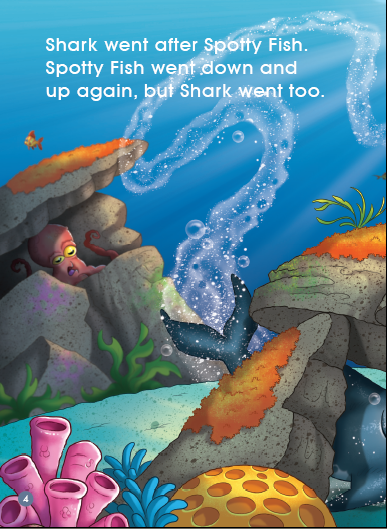 Shark went after Spotty Fish.
Spotty Fish went down and
up again, but Shark went too.
4